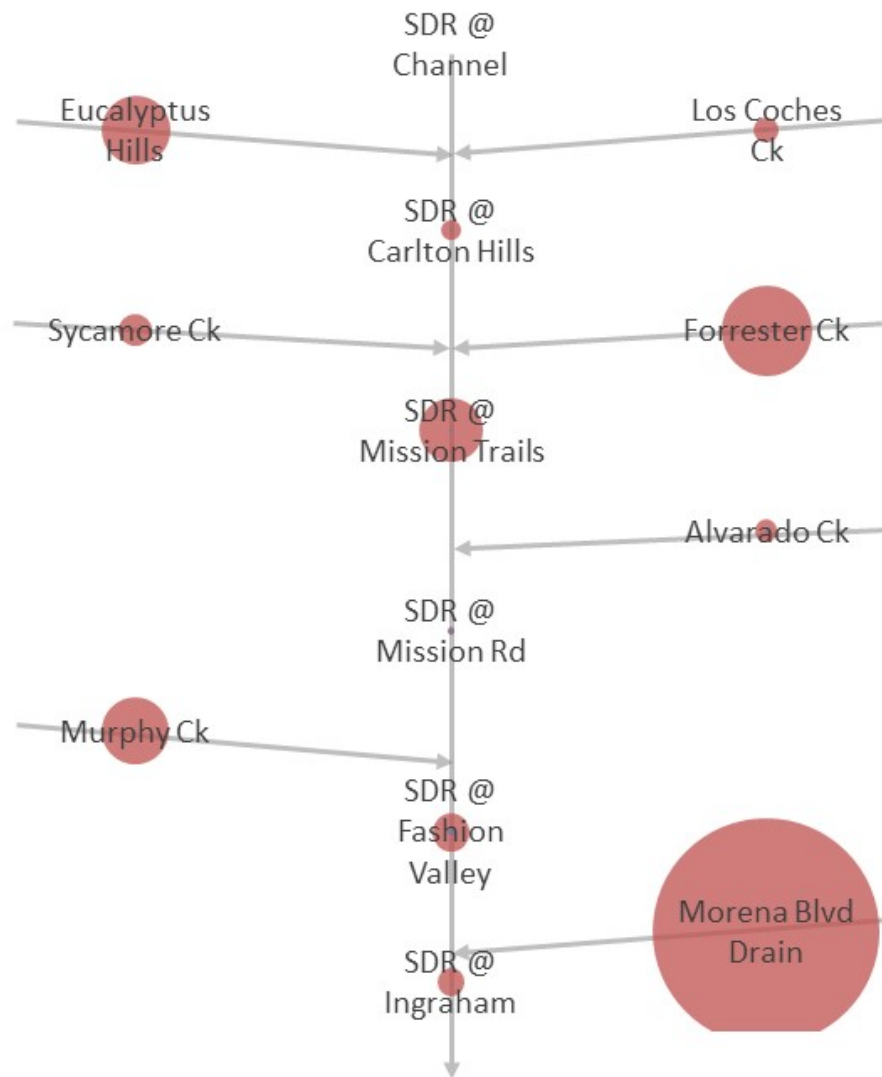 SDR @
Channel
Eucalyptus
Hills
Los Coches
Ck
SDR @
Carlton Hills
Sycamore Ck
Forrester Ck
SDR @
Mission Trails
Alvarado Ck
SDR @
Mission Rd
Murphy Ck
SDR @
Fashion
Valley
Morena Blvd
Drain
SDR @
Ingraham